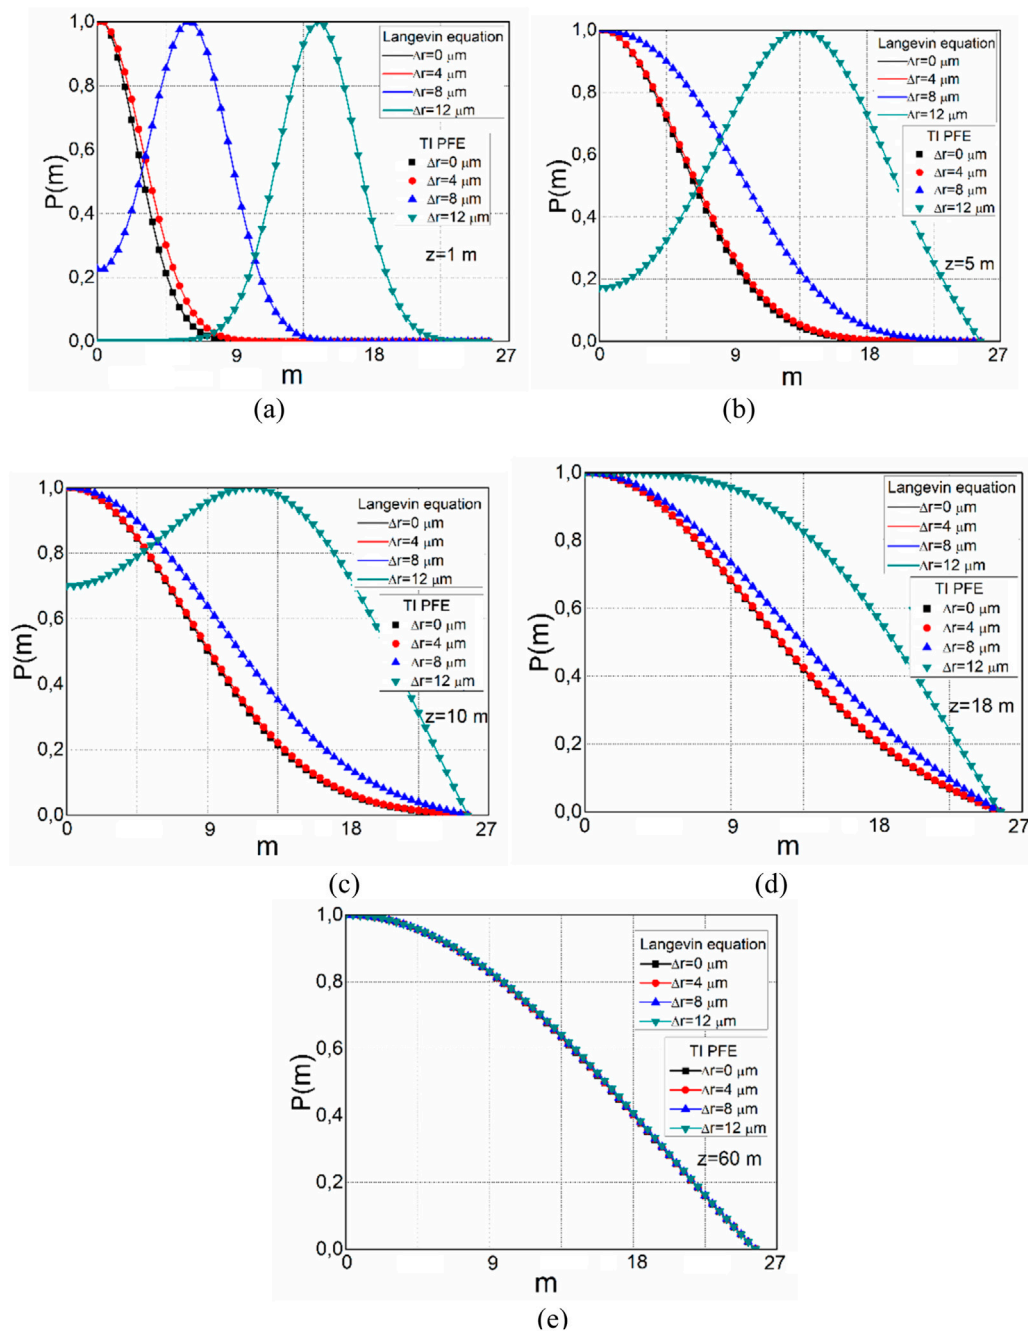 (a)
1,0
0,8
0,6
0,4
0,2
0,0
P(m)
0
9
18
27
m
Langevin equation
Δr=0 μm
Δr=4 μm
Δr=8 μm
Δr=12 μm
TI PFE
Δr=0 μm
Δr=4 μm
Δr=8 μm
Δr=12 μm
z=1 m
(b)
1,0
0,8
0,6
0,4
0,2
0,0
P(m)
0
9
18
27
m
Langevin equation
Δr=0 μm
Δr=4 μm
Δr=8 μm
Δr=12 μm
TI PFE
Δr=0 μm
Δr=4 μm
Δr=8 μm
Δr=12 μm
z=5 m
(c)
1,0
0,8
0,6
0,4
0,2
0,0
P(m)
0
9
18
27
m
Langevin equation
Δr=0 μm
Δr=4 μm
Δr=8 μm
Δr=12 μm
TI PFE
Δr=0 μm
Δr=4 μm
Δr=8 μm
Δr=12 μm
z=10 m
(d)
1,0
0,8
0,6
0,4
0,2
0,0
P(m)
0
9
18
27
m
Langevin equation
Δr=0 μm
Δr=4 μm
Δr=8 μm
Δr=12 μm
TI PFE
Δr=0 μm
Δr=4 μm
Δr=8 μm
Δr=12 μm
z=18 m
(e)
1,0
0,8
0,6
0,4
0,2
0,0
P(m)
0
9
18
27
m
Langevin equation
Δr=0 μm
Δr=4 μm
Δr=8 μm
Δr=12 μm
TI PFE
Δr=0 μm
Δr=4 μm
Δr=8 μm
Δr=12 μm
z=60 m